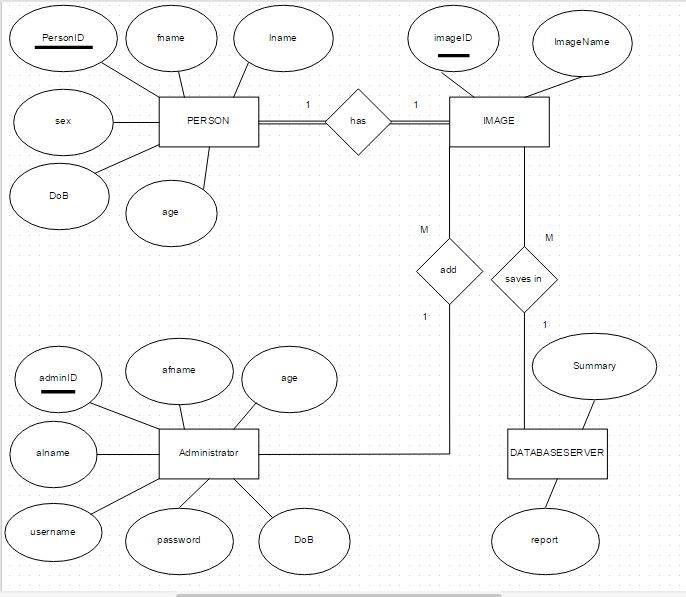 PersonID
fname
lname
imageID
ImageName
sex
PERSON
1
has
1
IMAGE
DoB
age
M
add
M
saves in
1
1
adminID
afname
age
Summary
alname
Administrator
DATABASESERVER
username
password
DoB
report